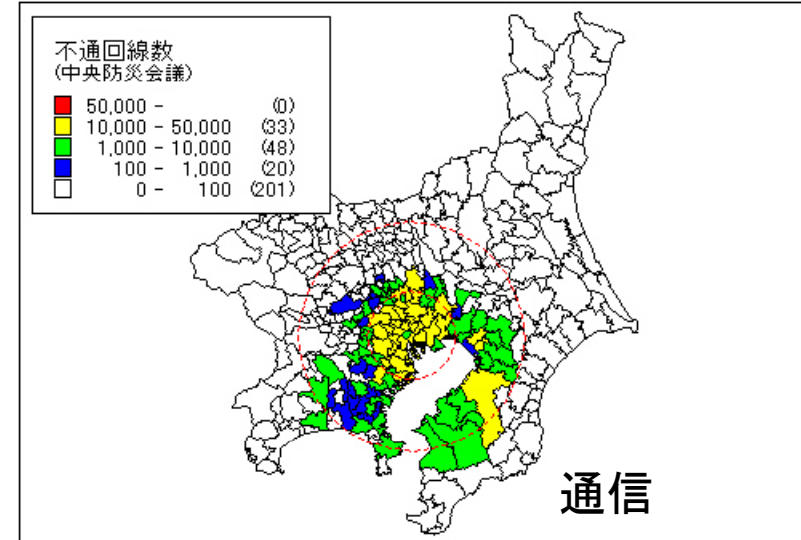 不通回線数
(中央防災会議)
50,000 - (0)
10,000 - 50,000 (33)
1,000 - 10,000 (48)
100 - 1,000 (20)
0 - 100 (201)
通信